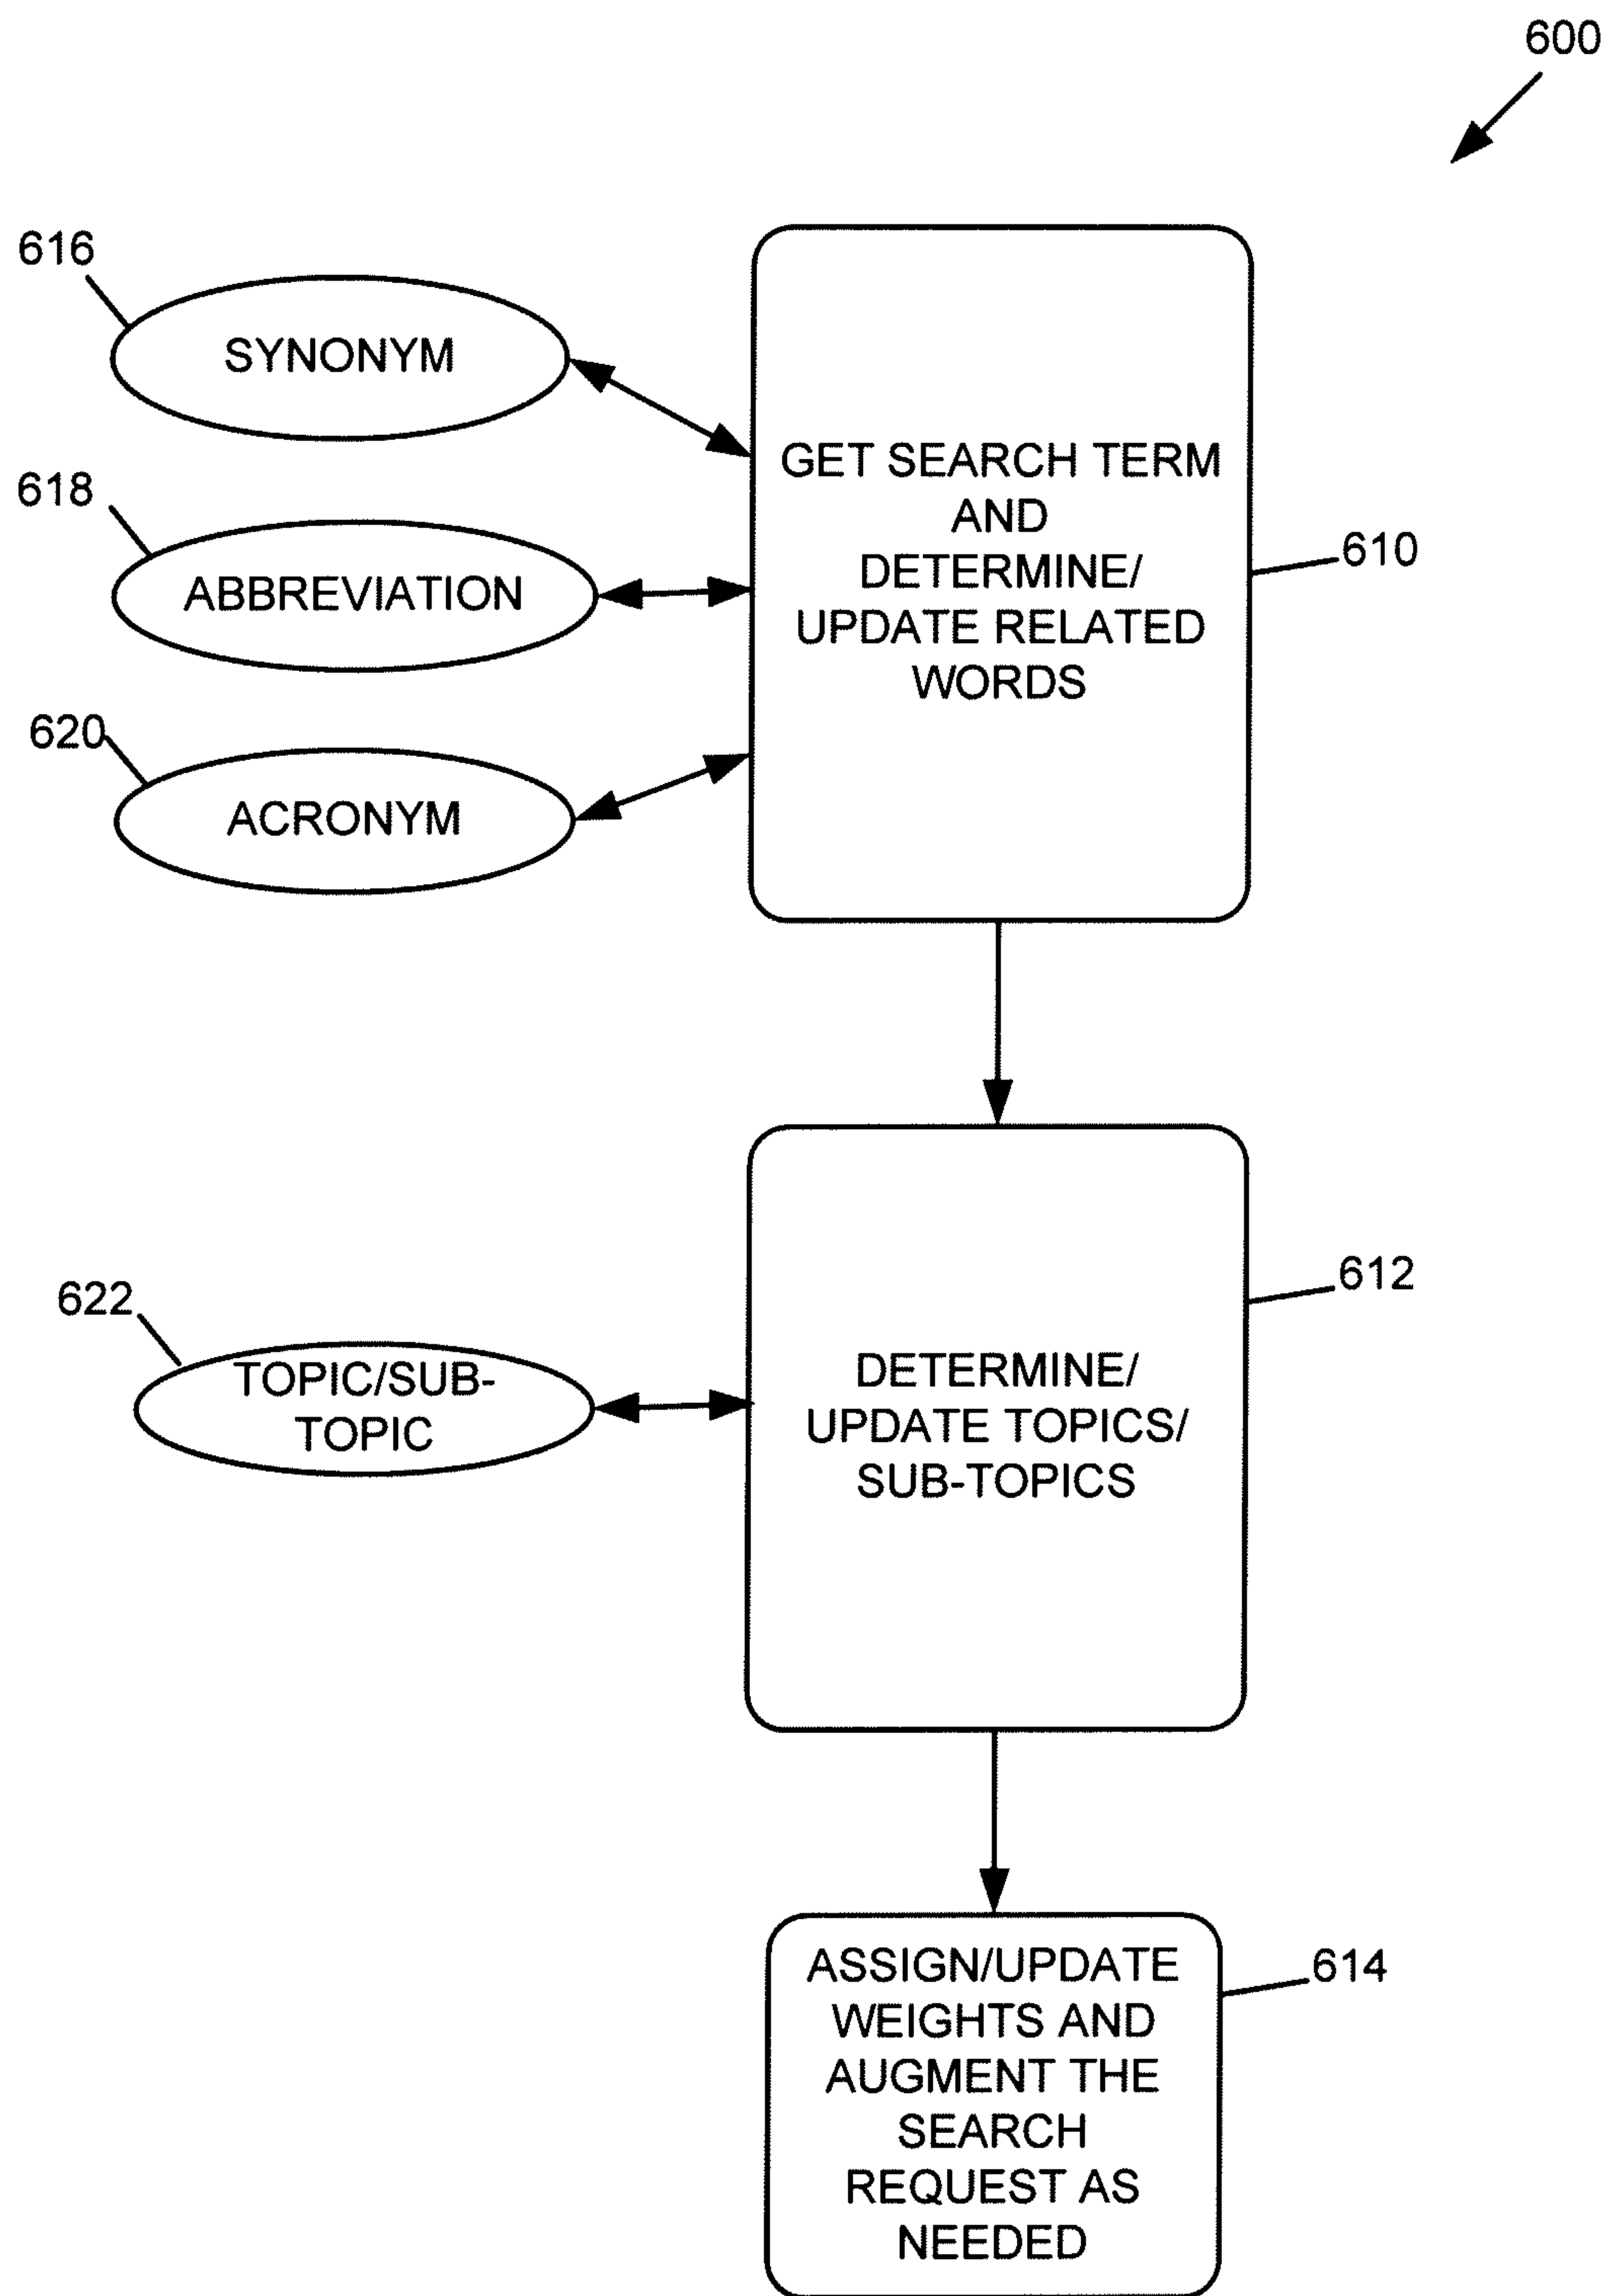 600
616
SYNONYM
618
ABBREVIATION
620
ACRONYM
GET SEARCH TERM
AND
DETERMINE/
UPDATE RELATED
WORDS
610
622
TOPIC/SUB-
TOPIC
DETERMINE/
UPDATE TOPICS/
SUB-TOPICS
612
ASSIGN/UPDATE
WEIGHTS AND
AUGMENT THE
SEARCH
REQUEST AS
NEEDED
614